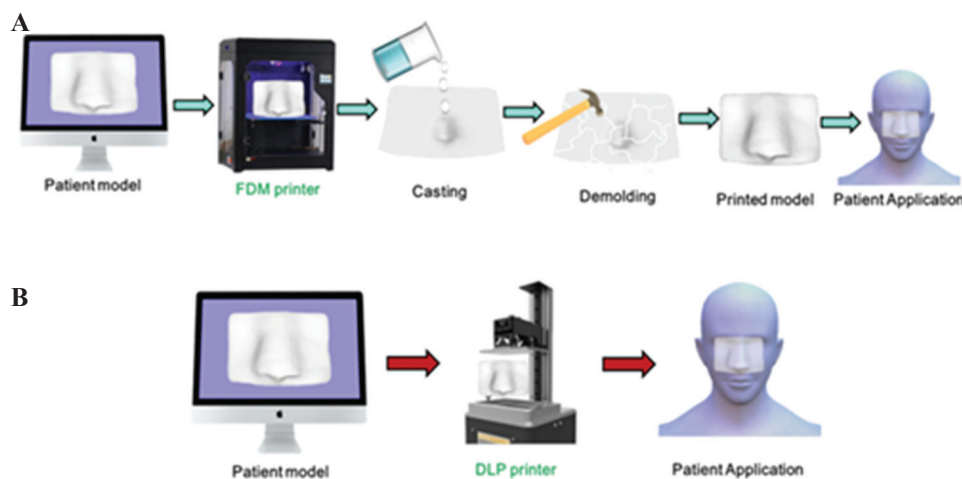 A
Patient model
FDM printer
Casting
Demolding
Printed model
Patient Application
B
Patient model
DLP printer
Patient Application